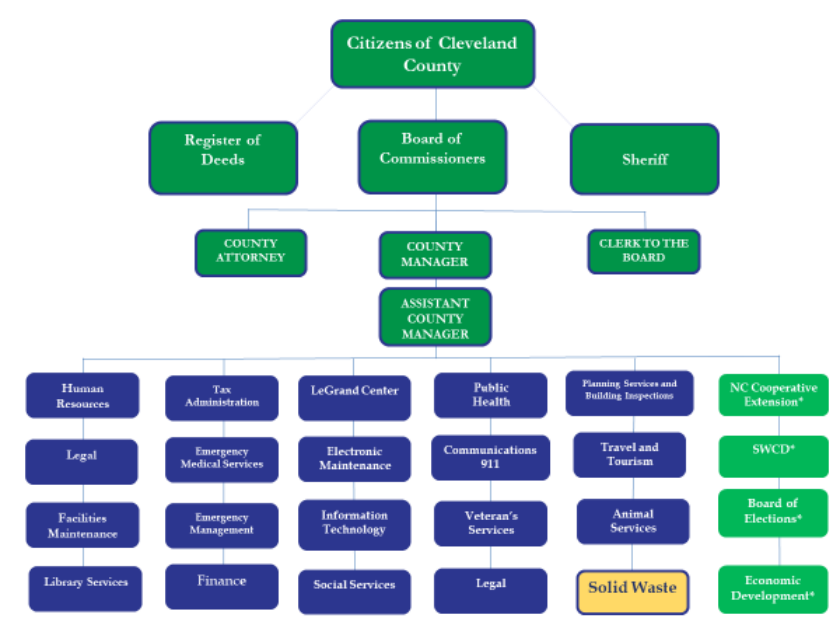 Citizens of Cleveland
County
Register of
Deeds
Board of
Commissioners
Sheriff
COUNTY
ATTORNEY
COUNTY
MANAGER
CLERK TO THE
BOARD
ASSISTANT
COUNTY
MANAGER
Human
Resources
Tax
Administration
LeGrand Center
Public
Health
Planning Services and
Building Inspections
NC Cooperative
Extension*
Legal
Emergency
Medical Services
Electronic
Maintenance
Communications
911
Travel and
Tourism
SWCD*
Facilities
Maintenance
Emergency
Management
Information
Technology
Veteran's
Services
Animal
Services
Board of
Elections*
Library Services
Finance
Social Services
Legal
Solid Waste
Economic
Development*